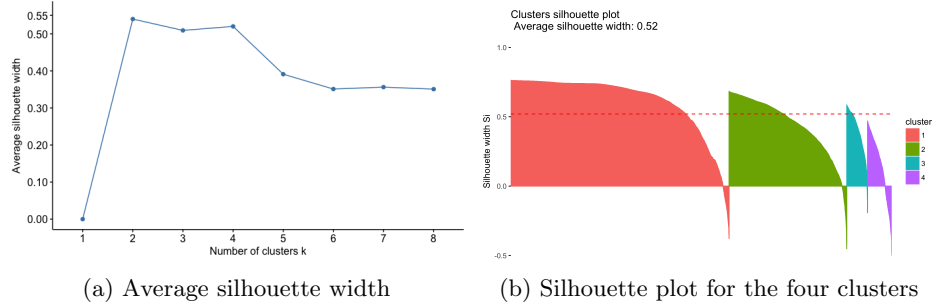 Average silhouette width
0.55
0.50
0.40
0.30
0.20
0.10
0.00
1 2 3 4 5 6 7 8
Number of clusters k
(a) Average silhouette width
Clusters silhouette plot
Average silhouette width: 0.52
Silhouette width Si
1.0
0.5
0.0
-0.5
cluster
1
2
3
4
(b) Silhouette plot for the four clusters